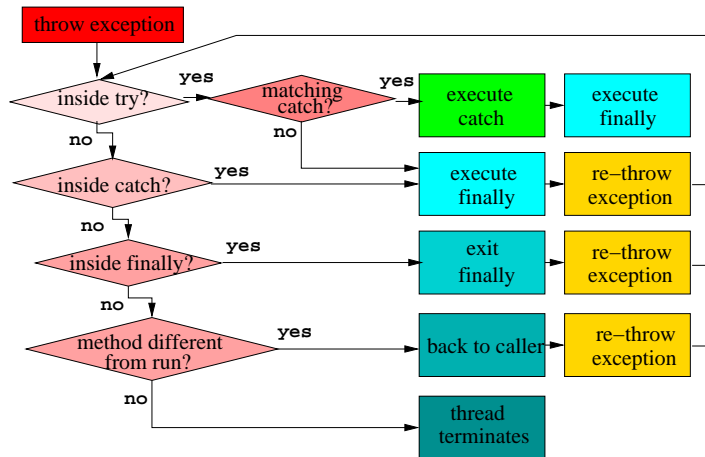 throw exception
inside try?
yes
matching
catch?
yes
execute
catch
execute
finally
no
no
inside catch?
yes
execute
finally
re−throw
exception
no
inside finally?
yes
exit
finally
re−throw
exception
no
method different
from run?
yes
back to caller
re−throw
exception
no
thread
terminates